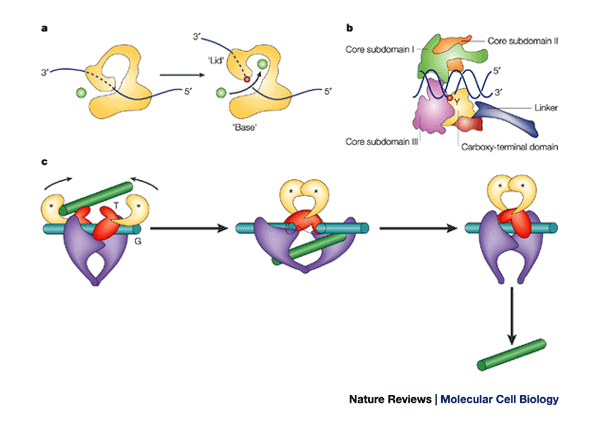 a
3′
'Lid'
3′
5′
5′
'Base'
b
Core subdomain I
Core subdomain II
5′
3′
Y
Linker
Core subdomain III
Carboxy-terminal domain
c
T
G
* *
* *
* *
Nature Reviews | Molecular Cell Biology